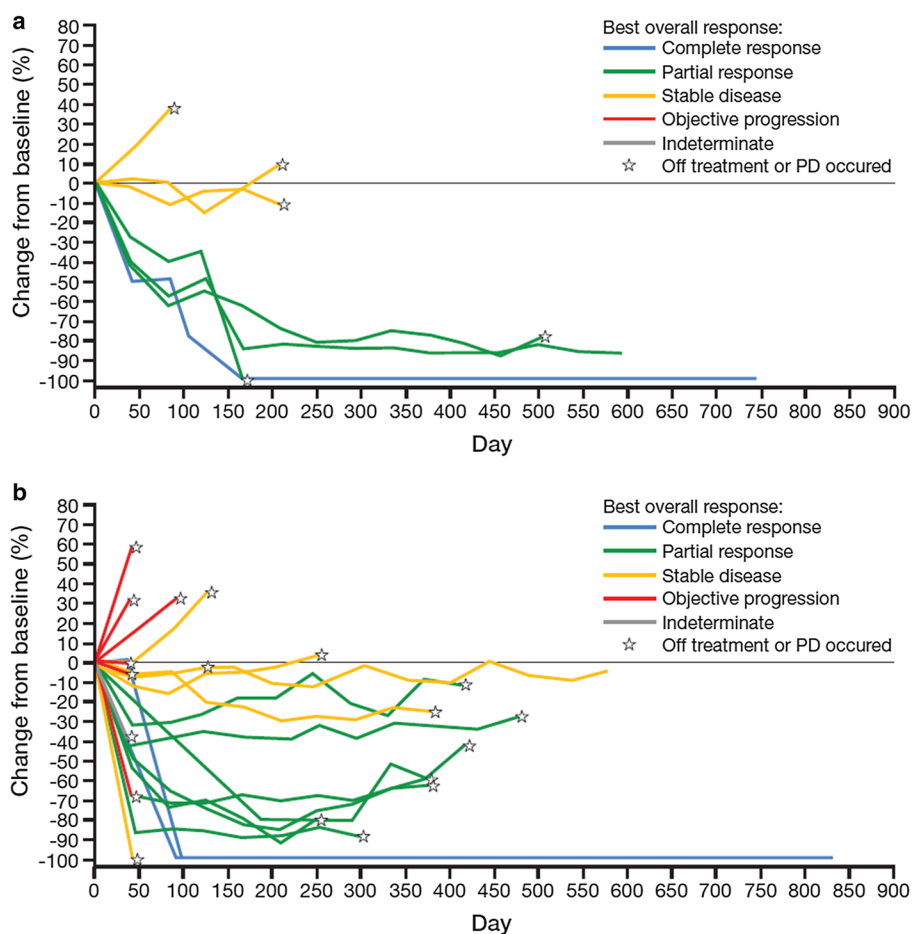 a
Change from baseline (%)
80
70
60
50
40
30
20
10
0
-10
-20
-30
-40
-50
-60
-70
-80
-90
-100
Best overall response:
Complete response
Partial response
Stable disease
Objective progression
Indeterminate
Off treatment or PD occured
0 50 100 150 200 250 300 350 400 450 500 550 600 650 700 750 800 850 900
Day
b
Change from baseline (%)
80
70
60
50
40
30
20
10
0
-10
-20
-30
-40
-50
-60
-70
-80
-90
-100
Best overall response:
Complete response
Partial response
Stable disease
Objective progression
Indeterminate
Off treatment or PD occured
0 50 100 150 200 250 300 350 400 450 500 550 600 650 700 750 800 850 900
Day